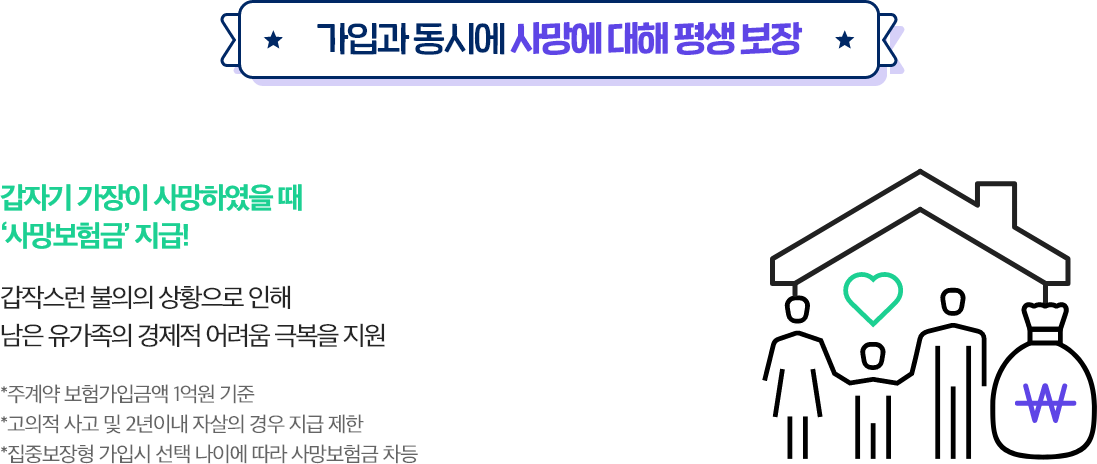 가입과 동시에 사망에 대해 평생 보장
갑자기 가장이 사망하였을 때
‘사망보험금’ 지급!
갑작스런 불의의 상황으로 인해
남은 유가족의 경제적 어려움 극복을 지원
*주계약 보험가입금액 1억원 기준
*고의적 사고 및 2년이내 자살의 경우 지급 제한
*집중보장형 가입시 선택 나이에 따라 사망보험금 차등
₩